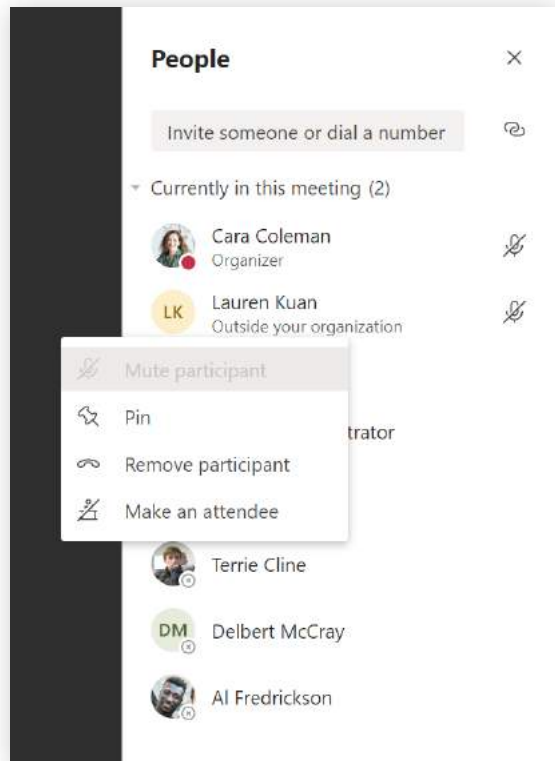 People
Invite someone or dial a number
Currently in this meeting (2)
Cara Coleman
Organizer
LK
Lauren Kuan
Outside your organization
Mute participant
Pin
trator
Remove participant
Make an attendee
Terrie Cline
DM
Delbert McCray
Al Fredrickson